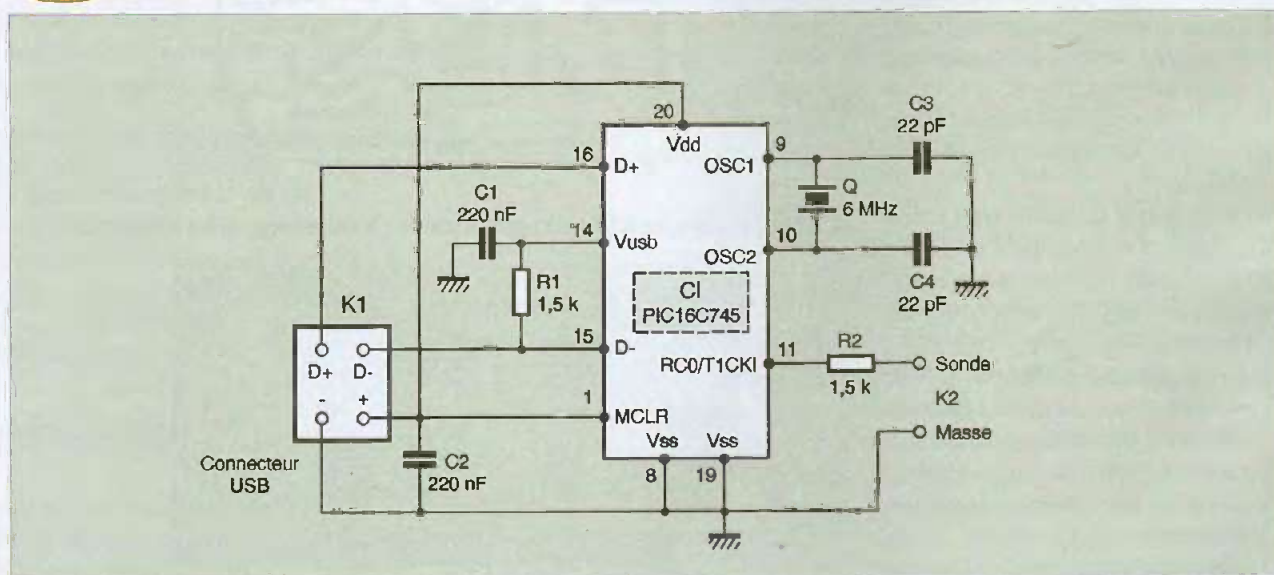 20
Vdd
16
D+
9
OSC1
C3
22 pF
C1
220 nF
Q
6 MHz
14
Vusb
10
OSC2
R1
1,5 k
C4
22 pF
CI
PIC16C745
K1
15
D-
D+
D-
-
+
11
RC0/T1CKI
R2
1,5 k
Sonde
K2
Masse
1
MCLR
Vss
Vss
8
19
Connecteur
USB
C2
220 nF